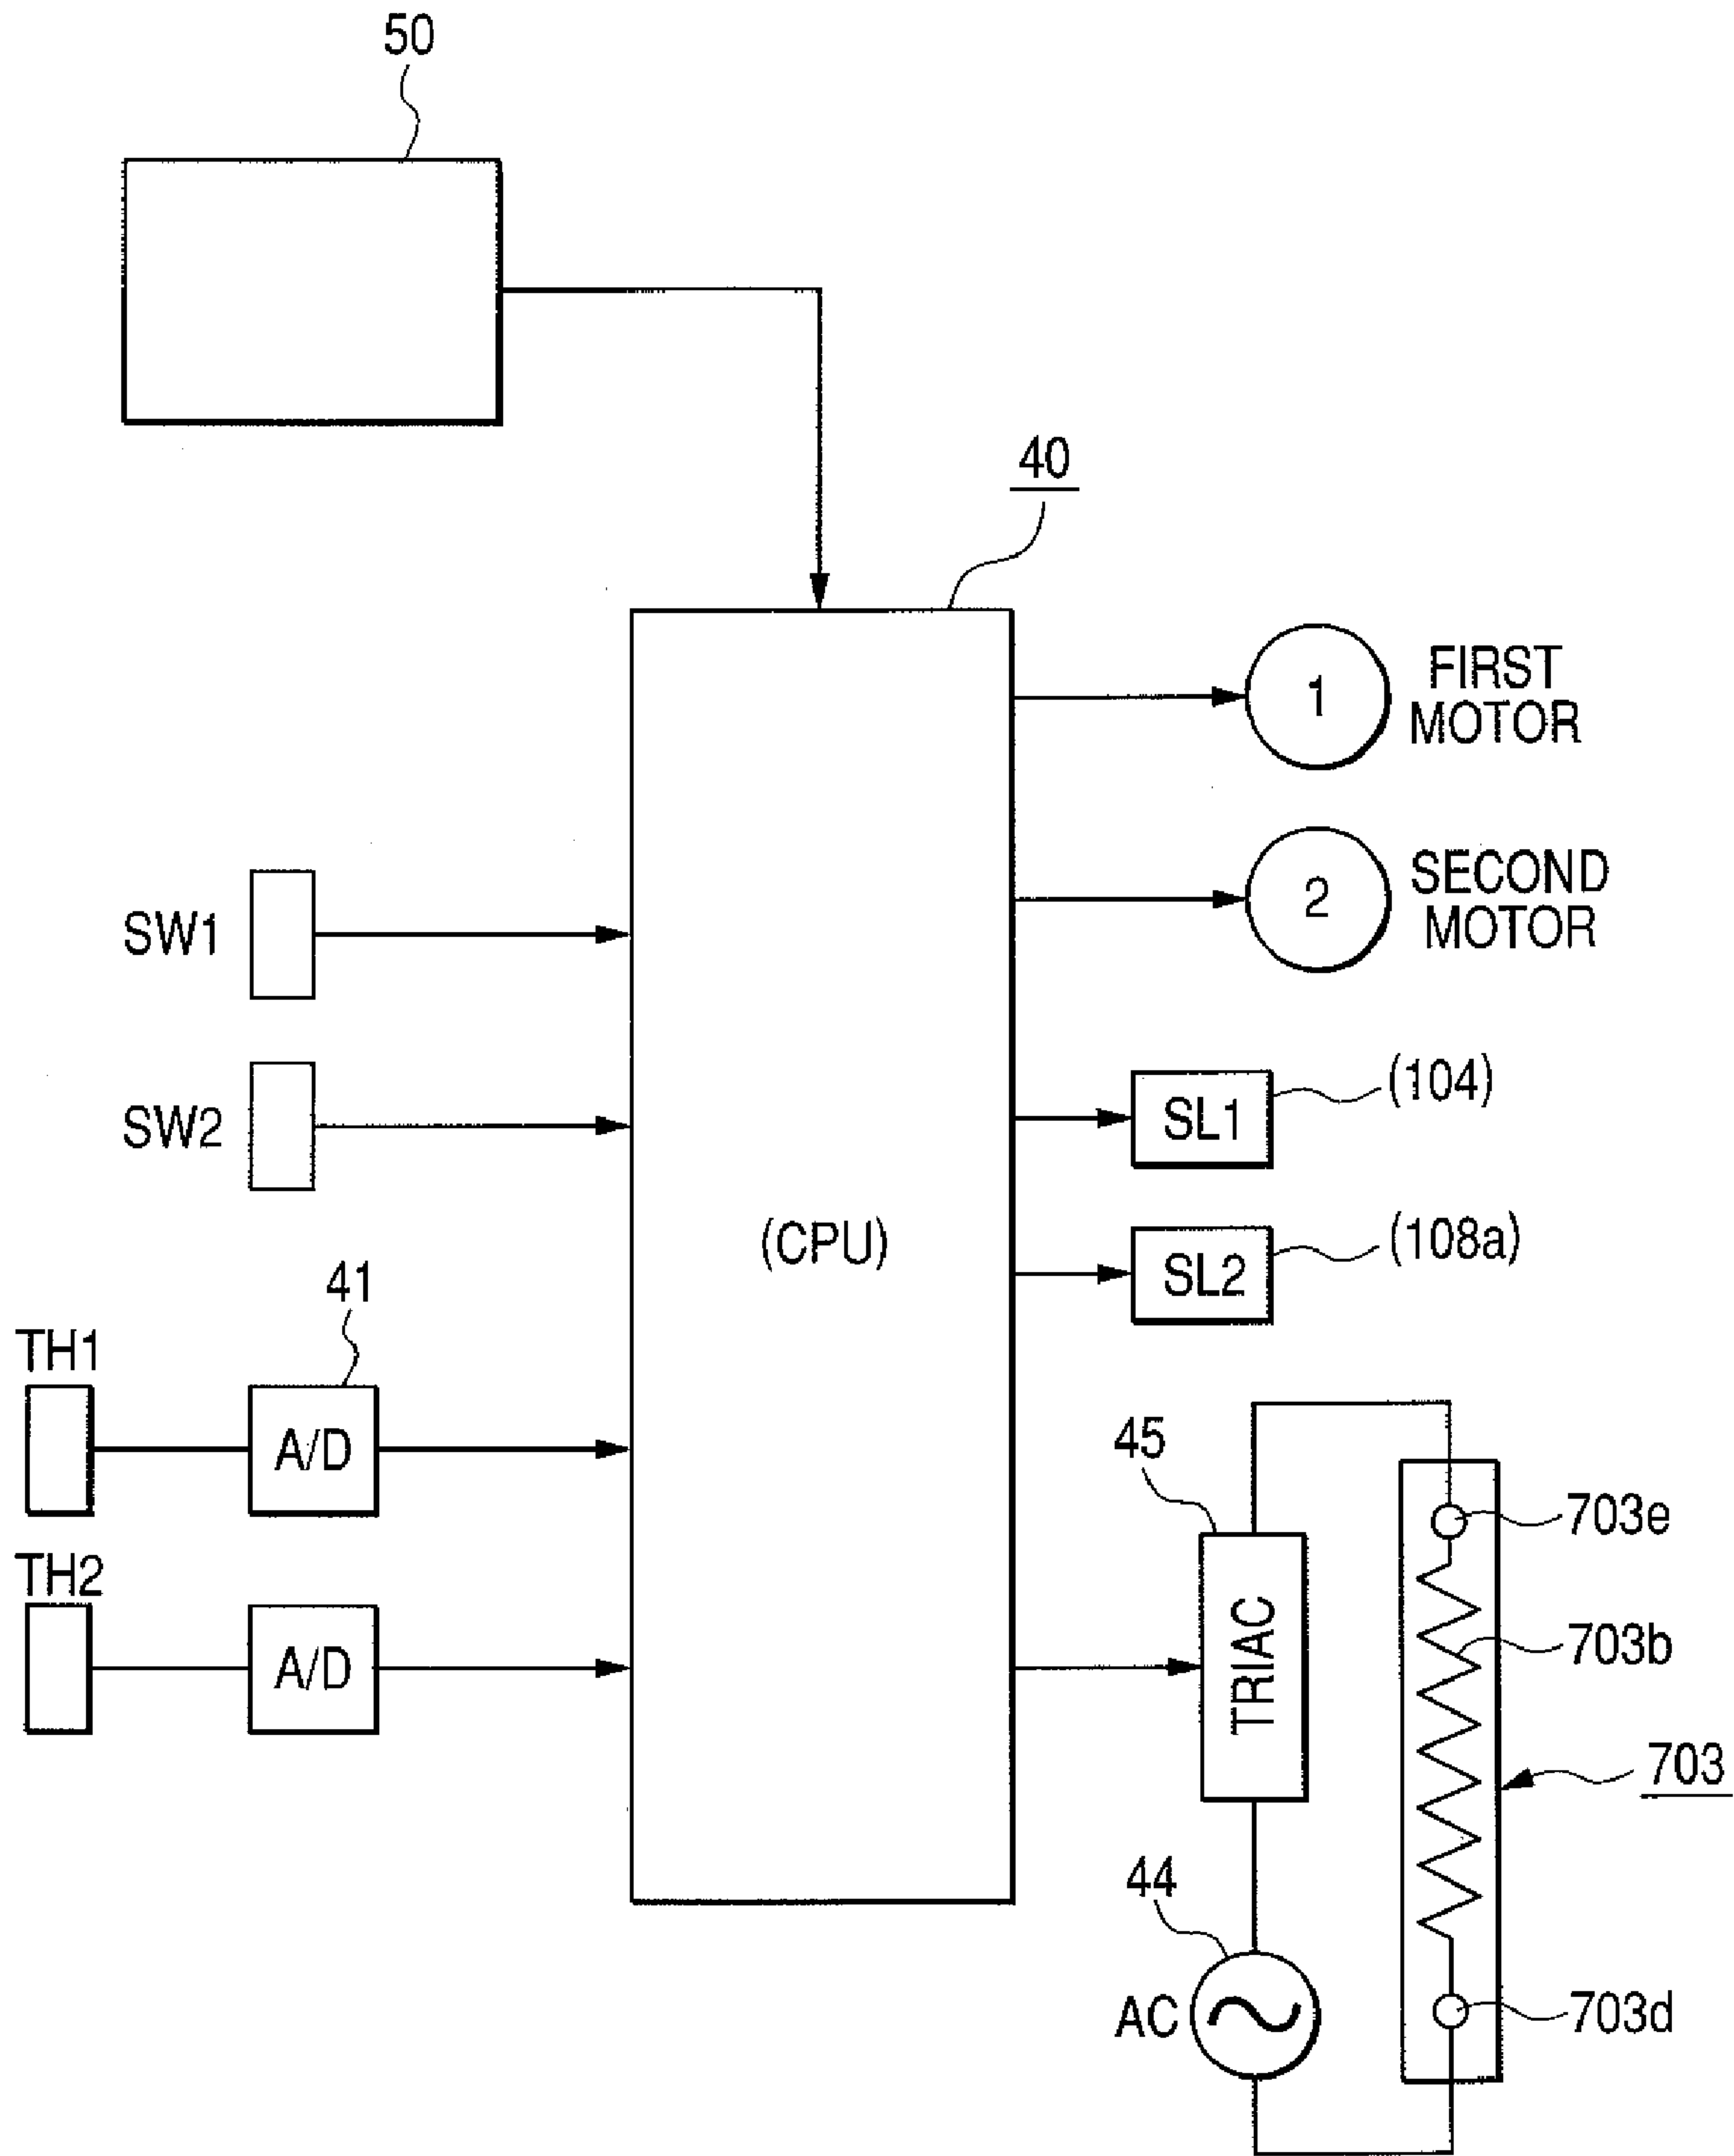 50
40
1
FIRST
MOTOR
2
SECOND
MOTOR
SW1
SW2
(CPU)
SL1
(104)
SL2
(108a)
TH1
41
A/D
TH2
A/D
45
TRIAC
703e
703b
703
703d
44
AC